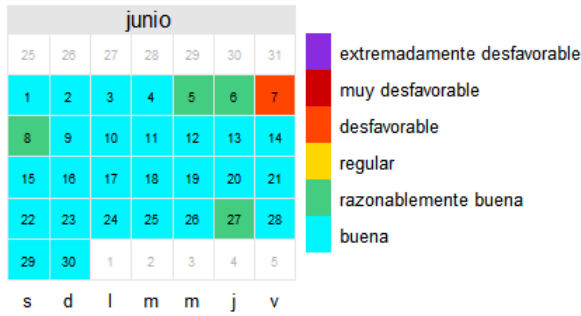 junio
25 26 27 28 29 30 31
1 2 3 4 5 6 7
8 9 10 11 12 13 14
15 16 17 18 19 20 21
22 23 24 25 26 27 28
29 30 1 2 3 4 5
s d l m m j v
extremadamente desfavorable
muy desfavorable
desfavorable
regular
razonablemente buena
buena